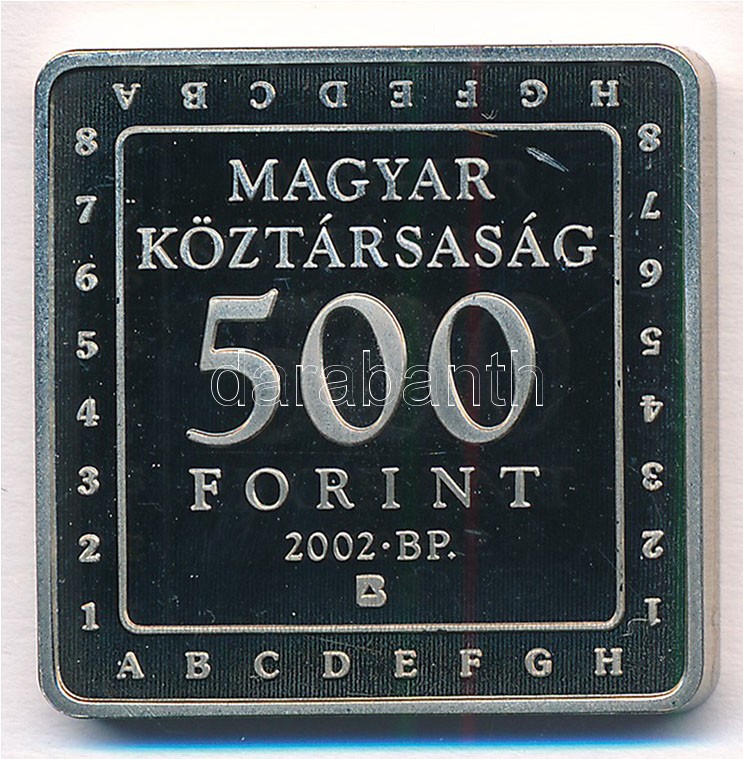 A B C D E F G H
8 8
7 7
6 6
5 5
4 4
3 3
2 2
1 1
MAGYAR
KÖZTÁRSASÁG
500
darabanth
FORINT
2002·BP.
B
A B C D E F G H